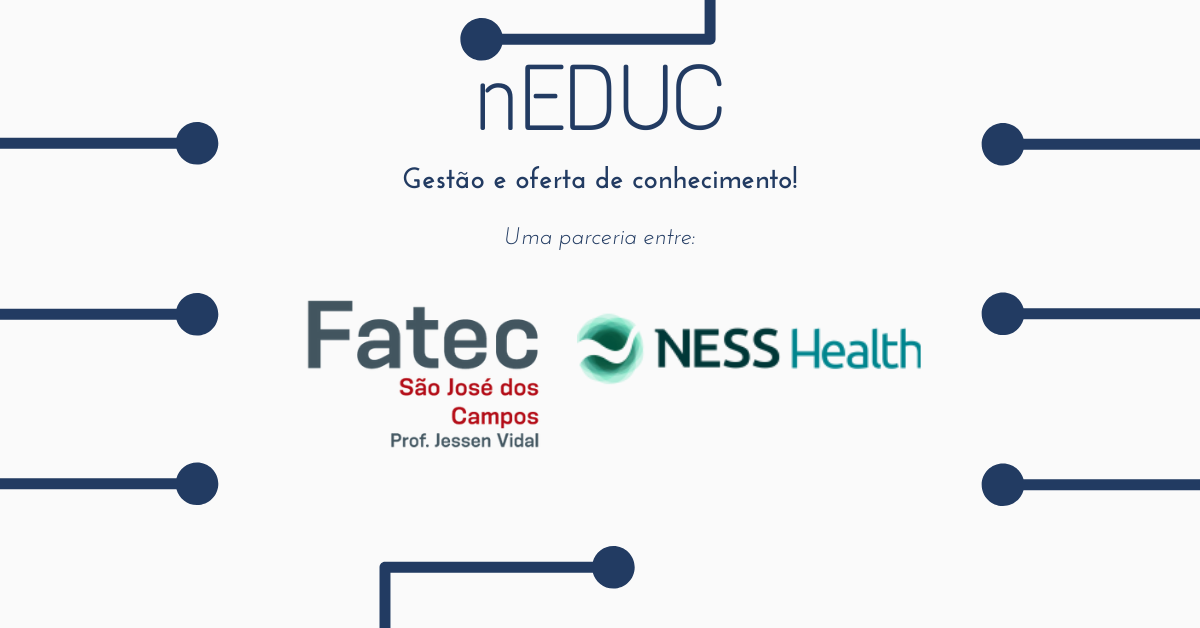 nEDUC
Gestão e oferta de conhecimento!
Uma parceria entre:
Fatec
São José dos
Campos
Prof. Jessen Vidal
NESS Health